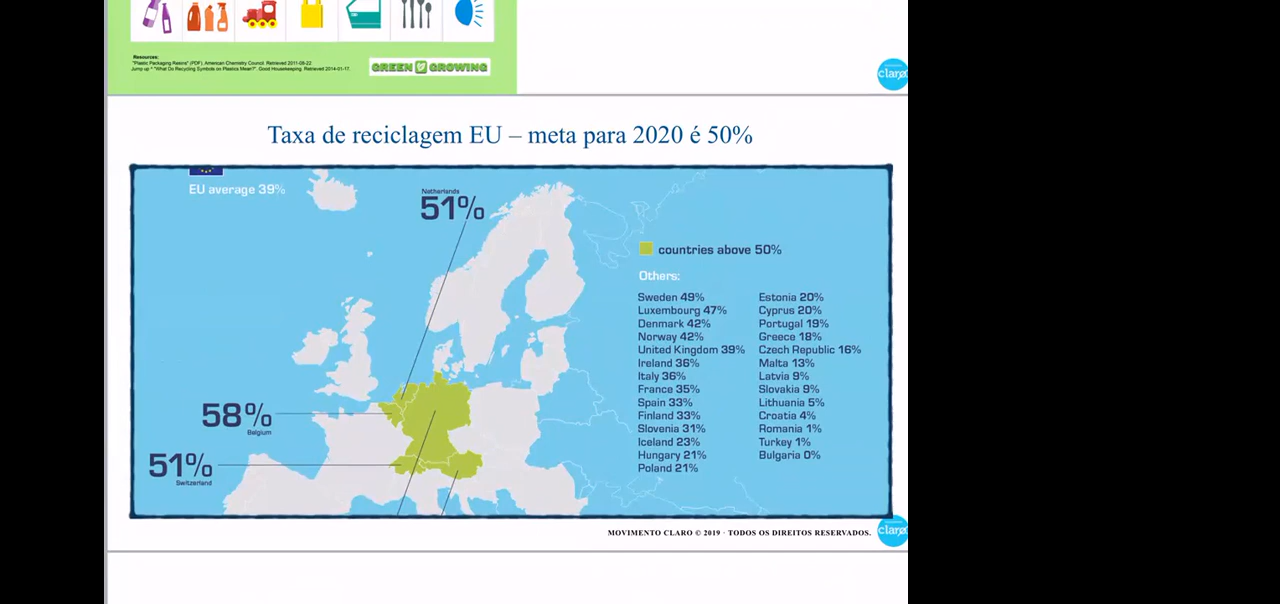 Resources:
"Plastic Packaging Resins" (PDF). American Chemistry Council. Retrieved 2011-08-22.
Jump up ^ "What Do Recycling Symbols on Plastics Mean?". Good Housekeeping. Retrieved 2014-01-17.
GREEN GROWING
claro
Taxa de reciclagem EU – meta para 2020 é 50%
EU average 39%
Netherlands
51%
countries above 50%
Others:
Sweden 49%
Luxembourg 47%
Denmark 42%
Norway 42%
United Kingdom 39%
Ireland 36%
Italy 36%
France 35%
Spain 33%
Finland 33%
Slovenia 31%
Iceland 23%
Hungary 21%
Poland 21%
Estonia 20%
Cyprus 20%
Portugal 19%
Greece 18%
Czech Republic 16%
Malta 13%
Latvia 9%
Slovakia 9%
Lithuania 5%
Croatia 4%
Romania 1%
Turkey 1%
Bulgaria 0%
58%
Belgium
51%
Switzerland
MOVIMENTO CLARO © 2019 · TODOS OS DIREITOS RESERVADOS.
claro